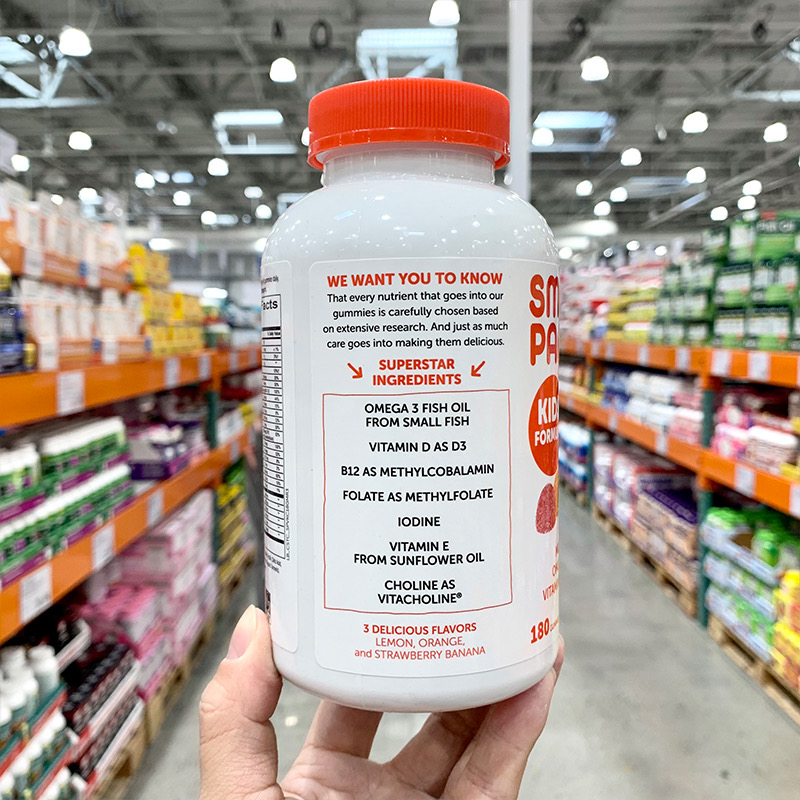 Facts
WE WANT YOU TO KNOW
That every nutrient that goes into our
gummies is carefully chosen based
on extensive research. And just as much
care goes into making them delicious.
SUPERSTAR
INGREDIENTS
OMEGA 3 FISH OIL
FROM SMALL FISH
VITAMIN D AS D3
B12 AS METHYLCOBALAMIN
FOLATE AS METHYLFOLATE
IODINE
VITAMIN E
FROM SUNFLOWER OIL
CHOLINE AS
VITACHOLINE®
3 DELICIOUS FLAVORS
LEMON, ORANGE,
and STRAWBERRY BANANA
SM
PA
KID
FORMU
180